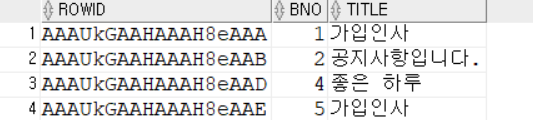 ROWID BNO TITLE
1 AAAUkGAAHAAAH8eAAA 1 가입인사
2 AAAUkGAAHAAAH8eAAB 2 공지사항입니다.
3 AAAUkGAAHAAAH8eAAD 4 좋은 하루
4 AAAUkGAAHAAAH8eAAE 5 가입인사